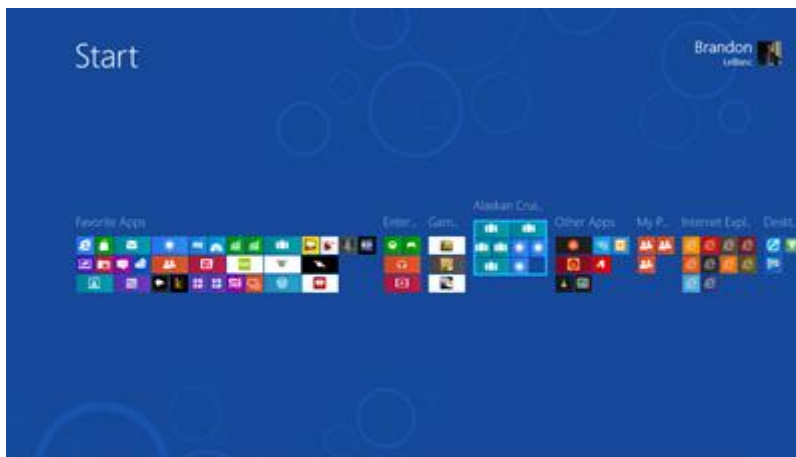 Start
Brandon
LeBlanc
Alaskan Crui..
Favorite Apps
Enter..
Gam..
Other Apps
My P..
Internet Expl..
Deskt..